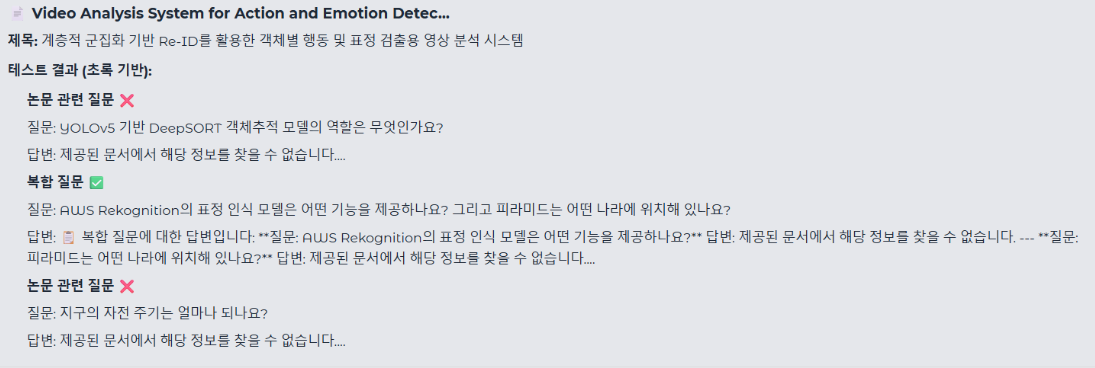 📄 Video Analysis System for Action and Emotion Detec...
제목: 계층적 군집화 기반 Re-ID를 활용한 객체별 행동 및 표정 검출용 영상 분석 시스템
테스트 결과 (초록 기반):
논문 관련 질문 ❌
질문: YOLOv5 기반 DeepSORT 객체추적 모델의 역할은 무엇인가요?
답변: 제공된 문서에서 해당 정보를 찾을 수 없습니다....
복합 질문 ✅
질문: AWS Rekognition의 표정 인식 모델은 어떤 기능을 제공하나요? 그리고 피라미드는 어떤 나라에 위치해 있나요?
답변: 📋 복합 질문에 대한 답변입니다: **질문: AWS Rekognition의 표정 인식 모델은 어떤 기능을 제공하나요?** 답변: 제공된 문서에서 해당 정보를 찾을 수 없습니다. --- **질문:
피라미드는 어떤 나라에 위치해 있나요?** 답변: 제공된 문서에서 해당 정보를 찾을 수 없습니다....
논문 관련 질문 ❌
질문: 지구의 자전 주기는 얼마나 되나요?
답변: 제공된 문서에서 해당 정보를 찾을 수 없습니다....